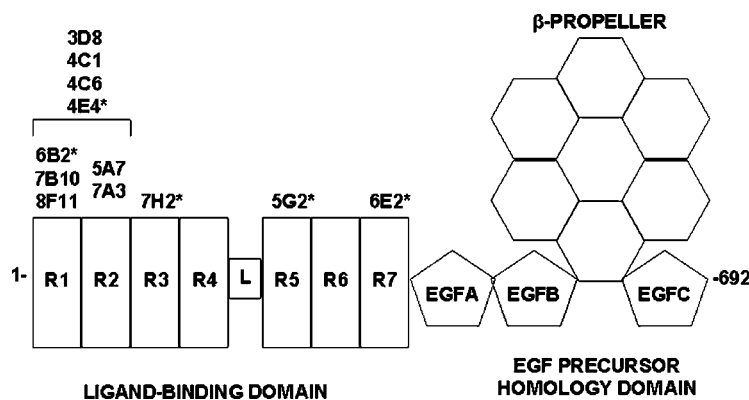 β-PROPELLER
3D8
4C1
4C6
4E4*
6B2*
7B10
8F11
5A7
7A3
7H2*
5G2*
6E2*
1-
R1
R2
R3
R4
L
R5
R6
R7
EGFA
EGFB
EGFC
-692
LIGAND-BINDING DOMAIN
EGF PRECURSOR
HOMOLOGY DOMAIN